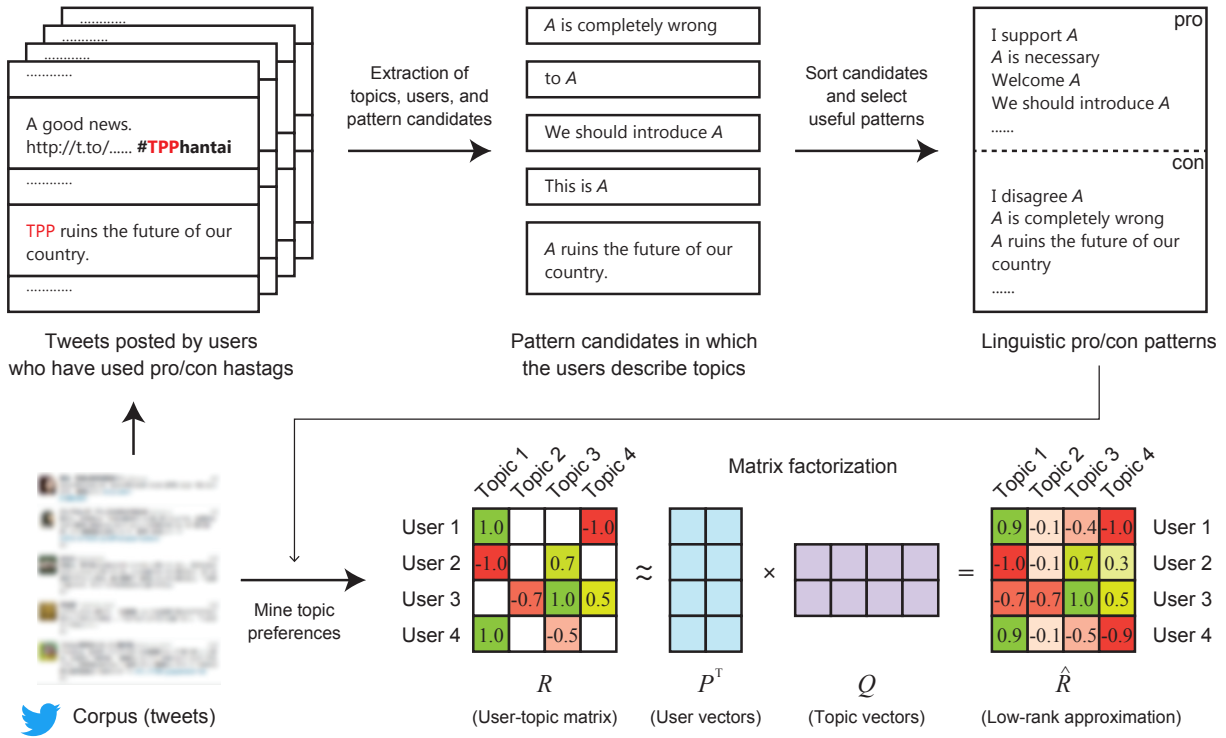 ............
............
............
............
A good news.
http://t.to/...... #TPPhantai
............
TPP ruins the future of our
country.
............
Tweets posted by users
who have used pro/con hastags
Extraction of
topics, users, and
pattern candidates
A is completely wrong
to A
We should introduce A
This is A
A ruins the future of our
country.
Pattern candidates in which
the users describe topics
Sort candidates
and select
useful patterns
pro
I support A
A is necessary
Welcome A
We should introduce A
......
con
I disagree A
A is completely wrong
A ruins the future of our
country
......
Linguistic pro/con patterns
Corpus (tweets)
Mine topic
preferences
Matrix factorization
Topic 1 Topic 2 Topic 3 Topic 4
User 1 1.0 -1.0
User 2 -1.0 0.7
User 3 -0.7 1.0 0.5
User 4 1.0 -0.5
R
(User-topic matrix)
≈
P^T
(User vectors)
×
Q
(Topic vectors)
=
Topic 1 Topic 2 Topic 3 Topic 4
0.9 -0.1 -0.4 -1.0 User 1
-1.0 -0.1 0.7 0.3 User 2
-0.7 -0.7 1.0 0.5 User 3
0.9 -0.1 -0.5 -0.9 User 4
R̂
(Low-rank approximation)